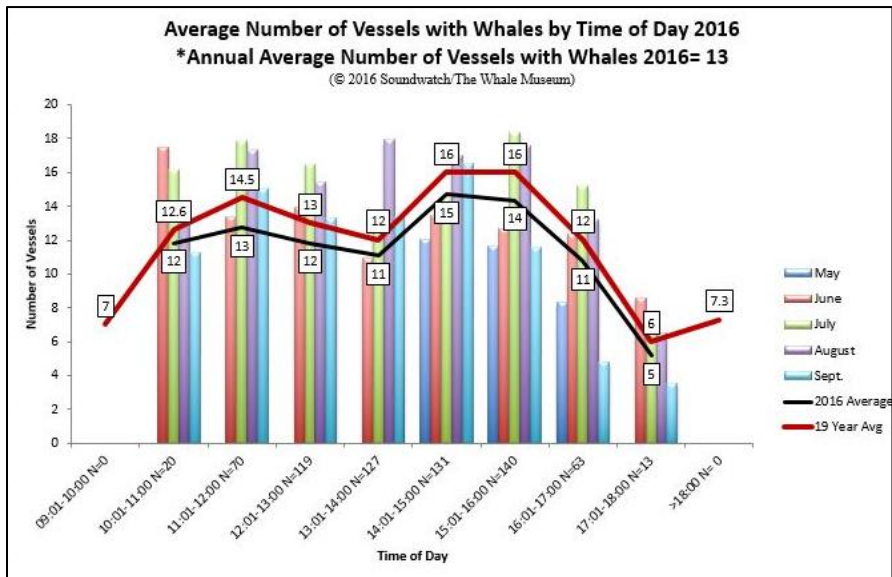 Average Number of Vessels with Whales by Time of Day 2016
*Annual Average Number of Vessels with Whales 2016= 13
(© 2016 Soundwatch/The Whale Museum)
Number of Vessels
20
18
16
14
12
10
8
6
4
2
0
7
12.6
14.5
13
12
16
16
12
6
7.3
12
13
12
11
15
14
11
5
May
June
July
August
Sept.
2016 Average
19 Year Avg
09:01-10:00 N=0
10:01-11:00 N=20
11:01-12:00 N=70
12:01-13:00 N=119
13:01-14:00 N=127
14:01-15:00 N=131
15:01-16:00 N=140
16:01-17:00 N=63
17:01-18:00 N=13
>18:00 N= 0
Time of Day